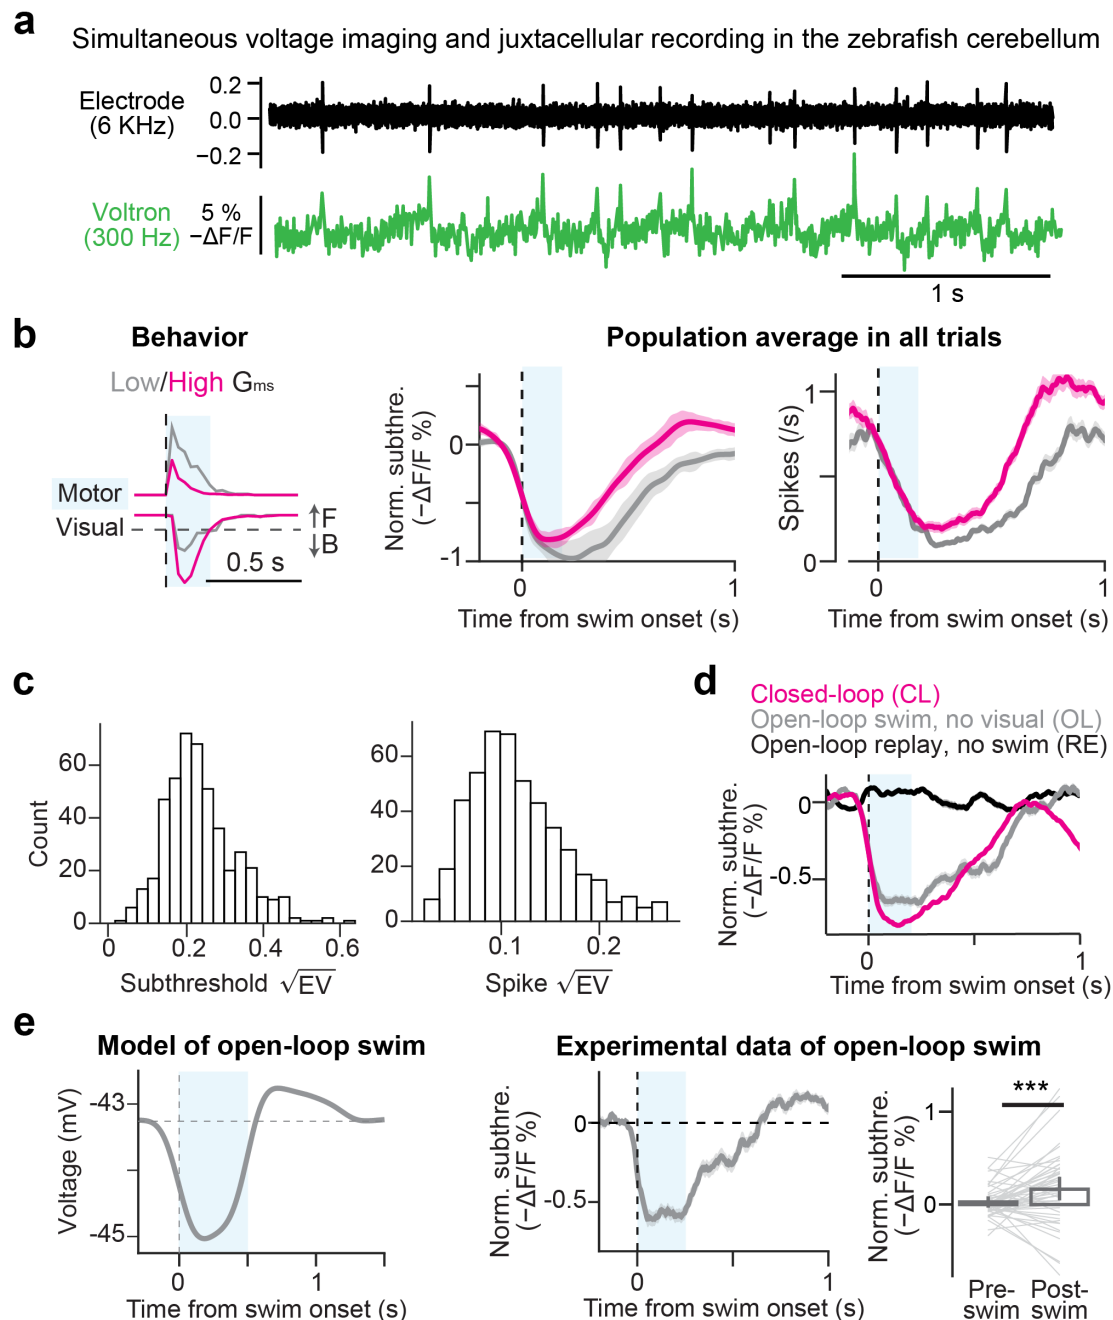 a
Simultaneous voltage imaging and juxtacellular recording in the zebrafish cerebellum
Electrode
(6 KHz)
0.2
0.0
−0.2
Voltron
(300 Hz)
5 %
−ΔF/F
1 s
b
Behavior
Low/High Gms
Motor
Visual
F
B
0.5 s
Population average in all trials
Norm. subthre.
(−ΔF/F %)
0
-1
0
1
Time from swim onset (s)
Spikes (/s)
1
0
0
1
Time from swim onset (s)
c
Count
60
40
20
0
0
0.2
0.4
0.6
Subthreshold √EV
60
40
20
0
0.1
0.2
Spike √EV
d
Closed-loop (CL)
Open-loop swim, no visual (OL)
Open-loop replay, no swim (RE)
Norm. subthre.
(−ΔF/F %)
0
-0.5
0
1
Time from swim onset (s)
e
Model of open-loop swim
Voltage (mV)
-43
-45
0
1
Time from swim onset (s)
Experimental data of open-loop swim
Norm. subthre.
(−ΔF/F %)
0
-0.5
0
1
Time from swim onset (s)
Norm. subthre.
(−ΔF/F %)
1
0
***
Pre-
swim
Post-
swim